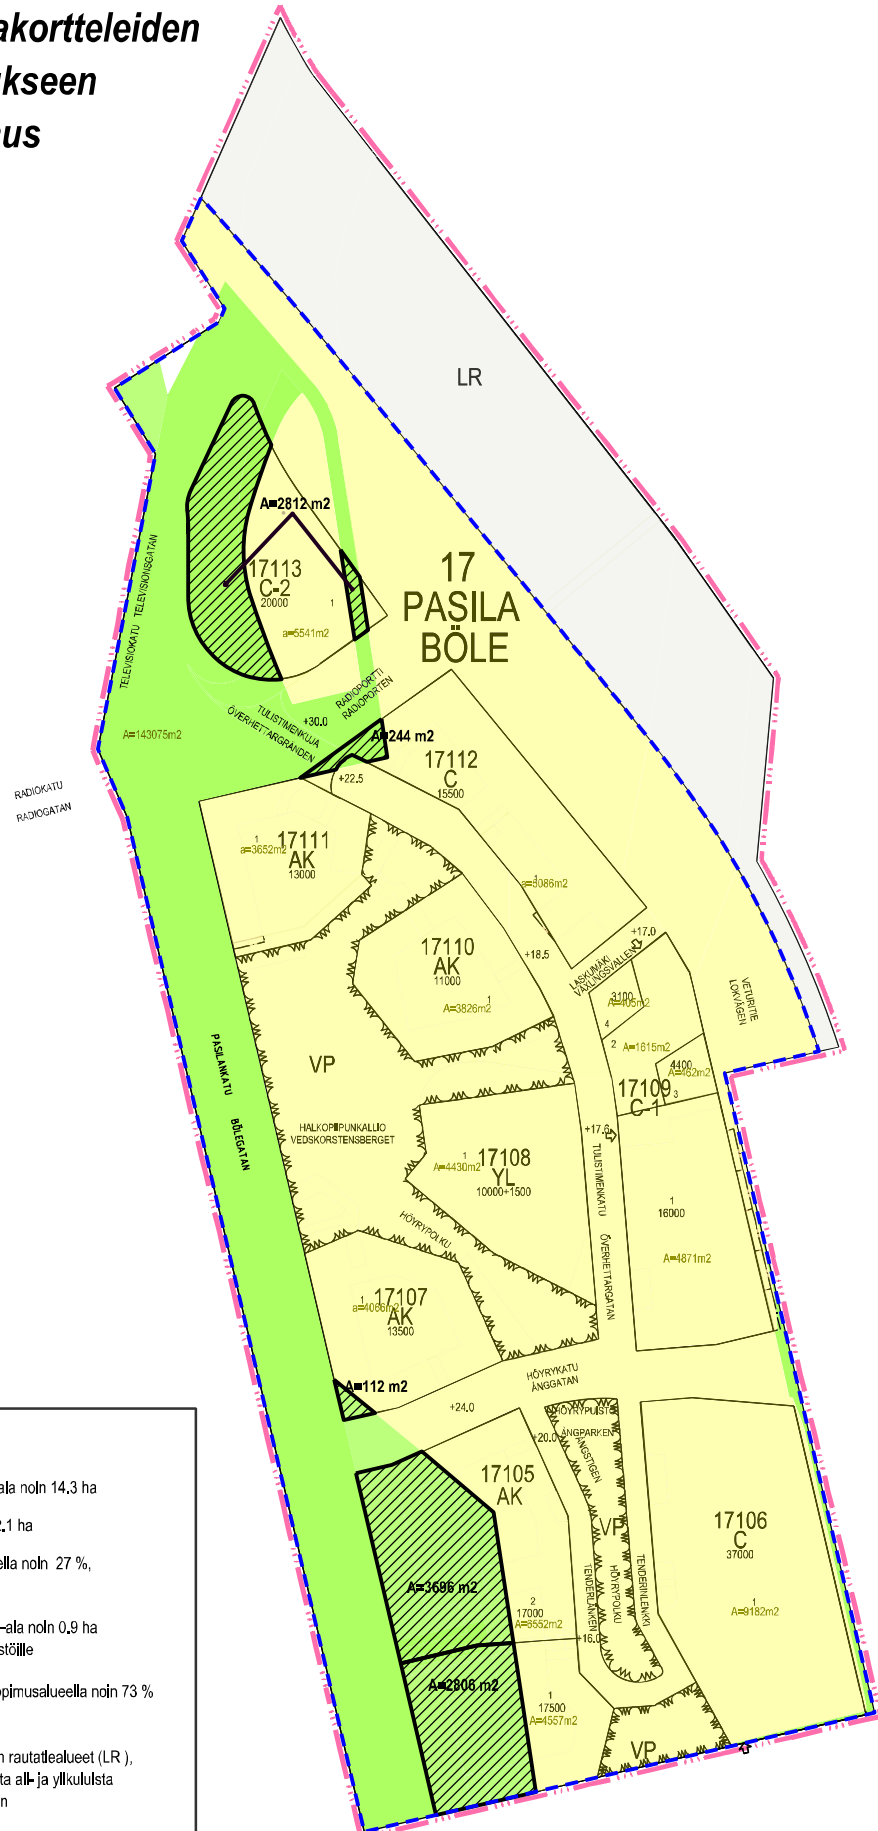 akortteleiden
kseen
us
LR
A=2812 m2
17113
C-2
20000
1
a=5541m2
17
PASILA
BÖLE
TELEVISIOKATU TELEVISIONSGATAN
RADIOPORTTI
RADIOPORTEN
TULISTIMENKUJA
ÖVERHETTARGRÄNDEN
+30.0
A=143075m2
A=244 m2
17112
C
15500
+22.5
RADIOKATU
RADIOGATAN
1
a=3652m2
17111
AK
13000
1
a=5086m2
17110
AK
11000
1
A=3826m2
+18.5
+17.0
LASKUMÄKI
VÄXLINGSVALLEN
3100
A=405m2
4
2
A=1615m2
4400
A=462m2
3
VETURITIE
LOKVÄGEN
17109
C-1
PASILANKATU BÖLEGATAN
VP
HALKOPIIPUNKALLIO
VEDSKORSTENSBERGET
+17.6
1
A=4430m2
17108
YL
10000+1500
TULISTIMENKATU ÖVERHETTARGATAN
1
16000
A=4871m2
HÖYRYPOLKU
1
a=4066m2
17107
AK
13500
A=112 m2
HÖYRYKATU
ÅNGGATAN
+24.0
HÖYRYPUISTO
ÅNGPARKEN
+20.0
ÅNGSTIGEN
17105
AK
17106
C
37000
VP
1
A=9182m2
A=3696 m2
2
17000
A=8552m2
TENDERLÄNKEN
HÖYRYPOLKU
TENDERINLENKKI
+16.0
A=2806 m2
1
17500
A=4557m2
VP
ala noin 14.3 ha
2.1 ha
ella noin 27 %,
-ala noin 0.9 ha
stöille
opimusalueella noin 73 %
n rautatiealueet (LR ),
ta ali- ja ylikuluista
n